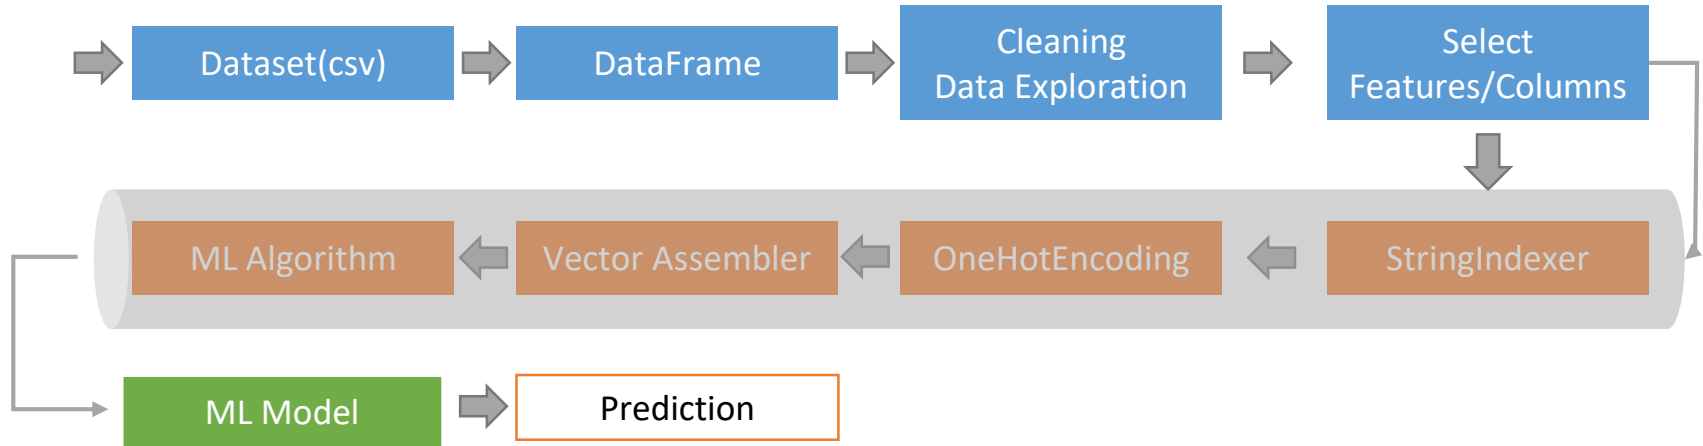 Dataset(csv)
DataFrame
Cleaning
Data Exploration
Select
Features/Columns
StringIndexer
OneHotEncoding
Vector Assembler
ML Algorithm
ML Model
Prediction